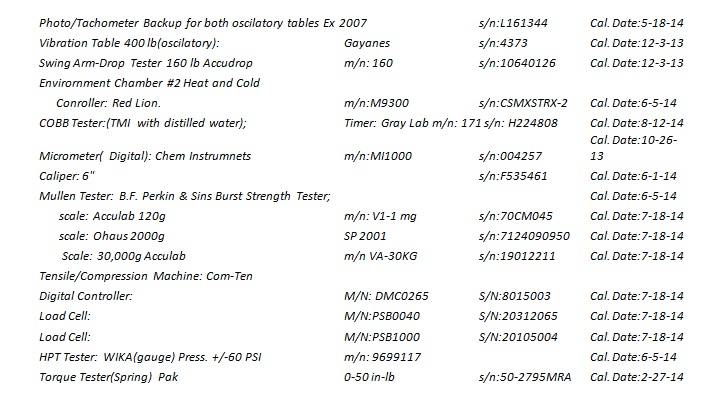 Photo/Tachometer Backup for both oscilatory tables Ex 2007 s/n:L161344 Cal. Date:5-18-14
Vibration Table 400 lb(oscilatory): Gayanes s/n:4373 Cal. Date:12-3-13
Swing Arm-Drop Tester 160 lb Accudrop m/n: 160 s/n:10640126 Cal. Date:12-3-13
Envirornment Chamber #2 Heat and Cold
Conroller: Red Lion. m/n:M9300 s/n:CSMXSTRX-2 Cal. Date:6-5-14
COBB Tester:(TMI with distilled water); Timer: Gray Lab m/n: 171 s/n: H224808 Cal. Date:8-12-14
Cal. Date:10-26-
Micrometer( Digital): Chem Instrumnets m/n:MI1000 s/n:004257 13
Caliper: 6" s/n:F535461 Cal. Date:6-1-14
Mullen Tester: B.F. Perkin & Sins Burst Strength Tester; Cal. Date:6-5-14
scale: Acculab 120g m/n: V1-1 mg s/n:70CM045 Cal. Date:7-18-14
scale: Ohaus 2000g SP 2001 s/n:7124090950 Cal. Date:7-18-14
Scale: 30,000g Acculab m/n VA-30KG s/n:19012211 Cal. Date:7-18-14
Tensile/Compression Machine: Com-Ten
Digital Controller: M/N: DMC0265 S/N:8015003 Cal. Date:7-18-14
Load Cell: M/N:PSB0040 S/N:20312065 Cal. Date:7-18-14
Load Cell: M/N:PSB1000 S/N:20105004 Cal. Date:7-18-14
HPT Tester: WIKA(gauge) Press. +/-60 PSI m/n: 9699117 Cal. Date:6-5-14
Torque Tester(Spring) Pak 0-50 in-lb s/n:50-2795MRA Cal. Date:2-27-14